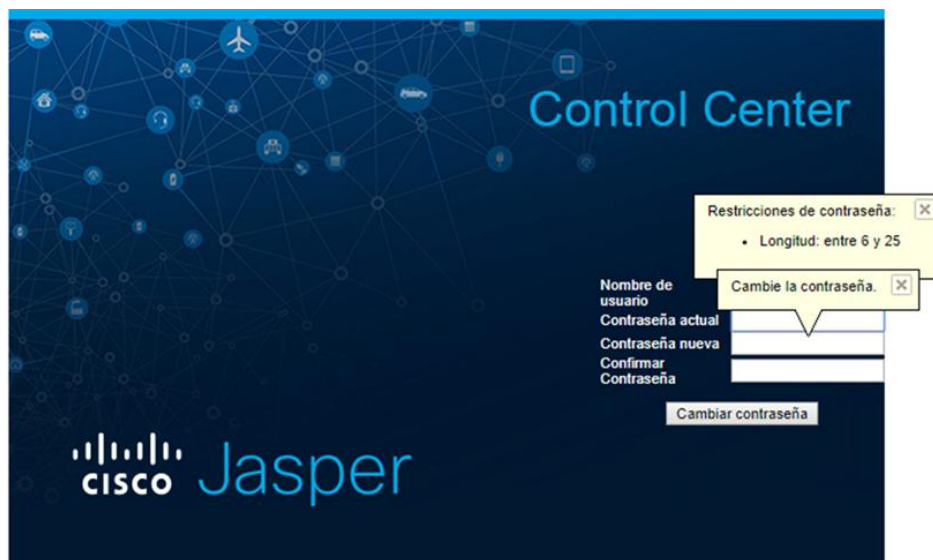 Control Center
Restricciones de contraseña:
• Longitud: entre 6 y 25
Cambie la contraseña.
Nombre de
usuario
Contraseña actual
Contraseña nueva
Confirmar
Contraseña
Cambiar contraseña
CISCO Jasper